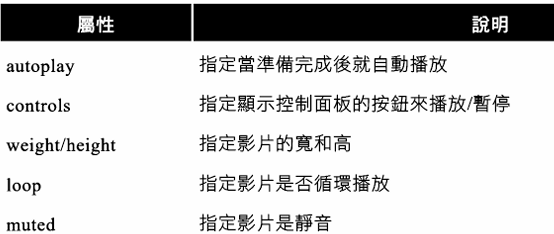 屬性 說明
autoplay 指定當準備完成後就自動播放
controls 指定顯示控制面板的按鈕來播放/暫停
weight/height 指定影片的寬和高
loop 指定影片是否循環播放
muted 指定影片是靜音